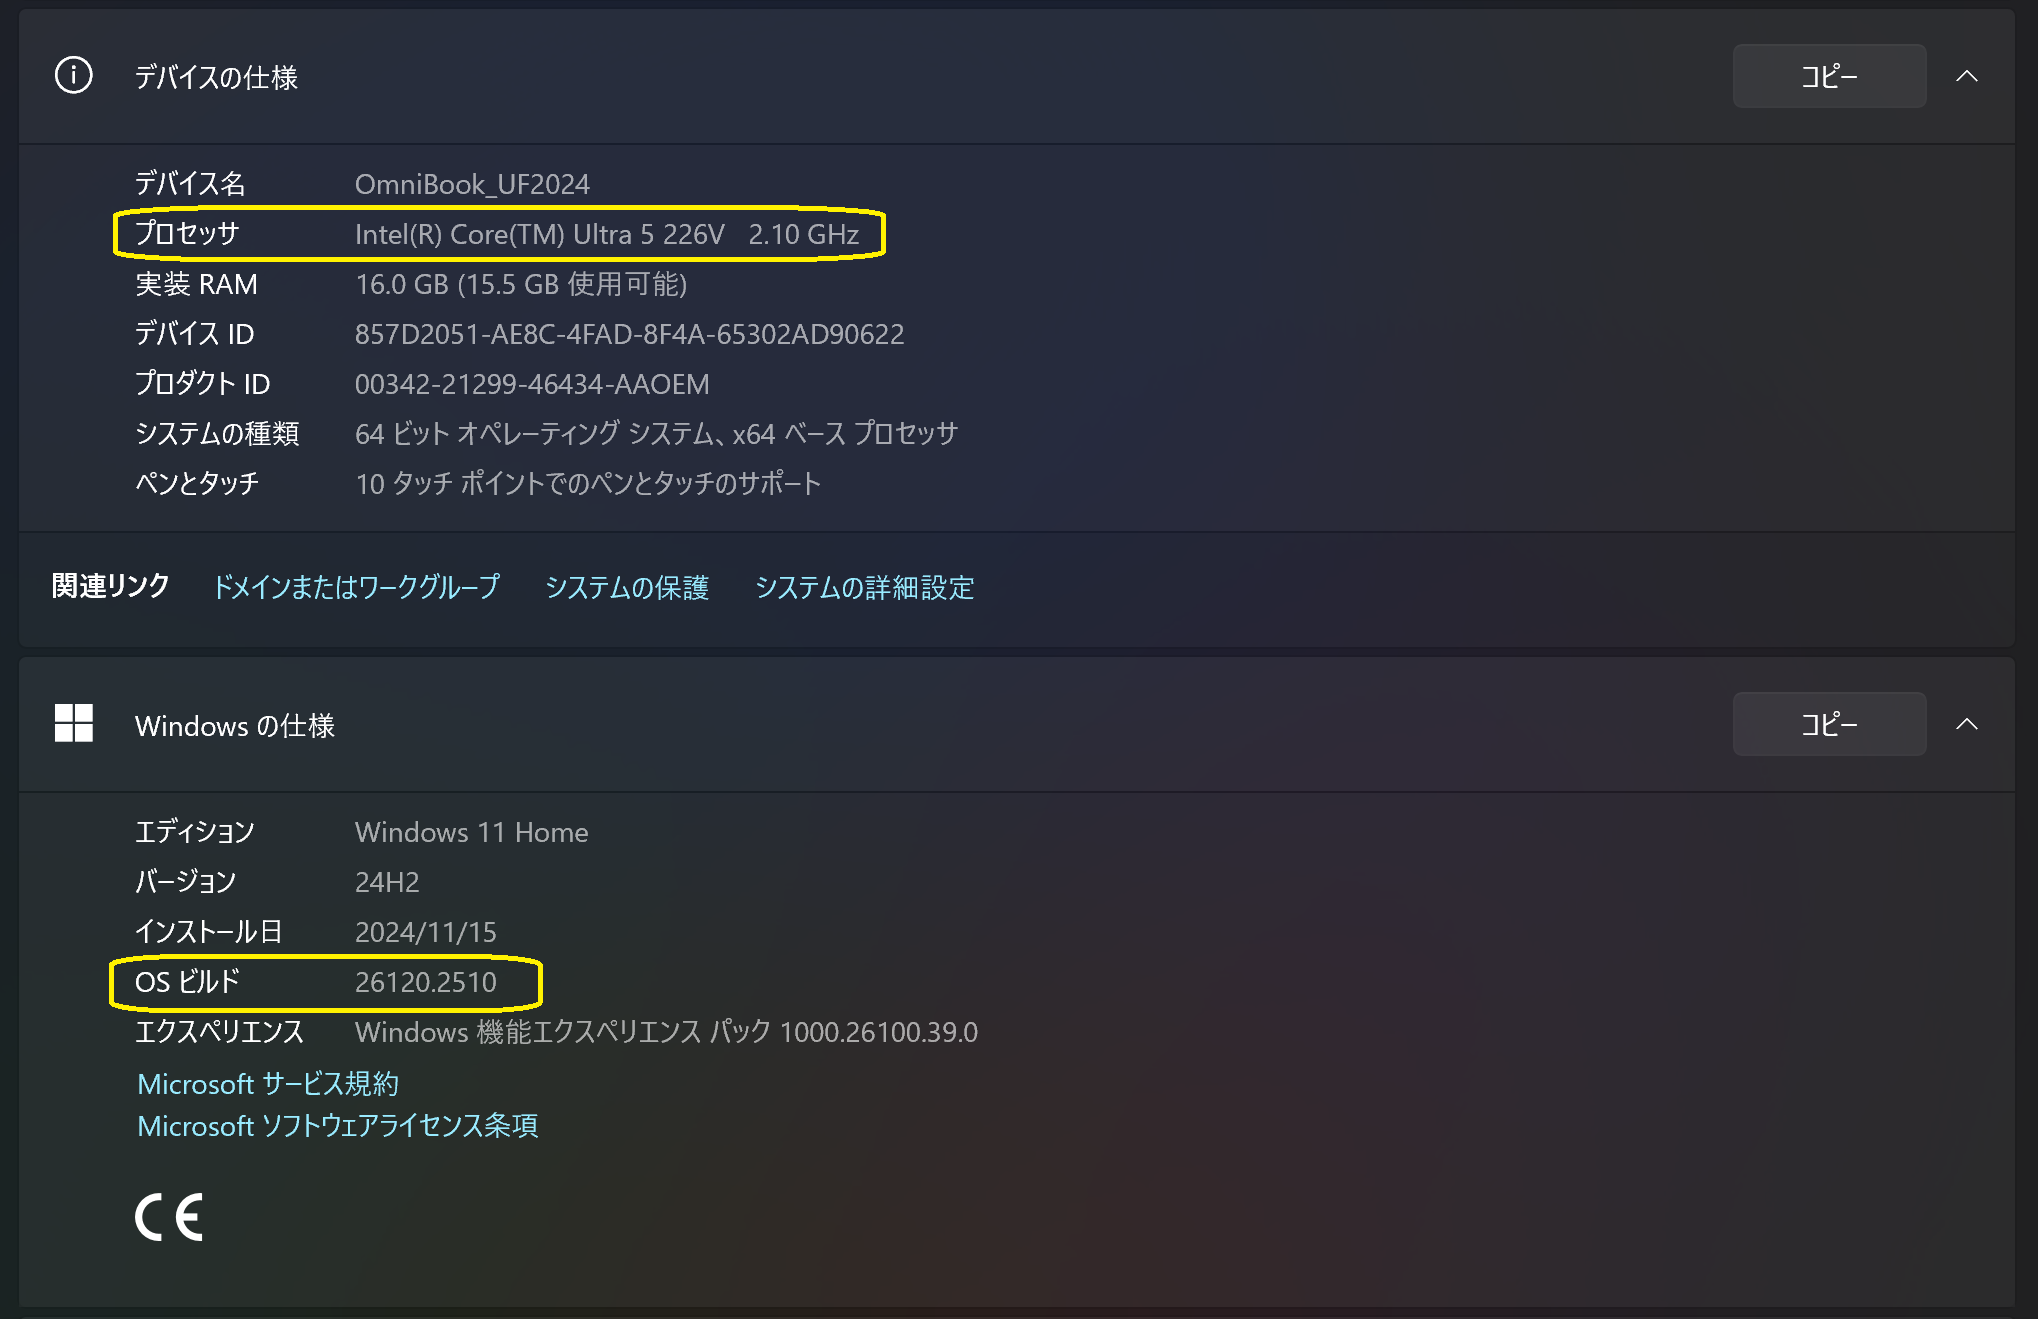 デバイスの仕様 コピー
デバイス名 OmniBook_UF2024
プロセッサ Intel(R) Core(TM) Ultra 5 226V 2.10 GHz
実装 RAM 16.0 GB (15.5 GB 使用可能)
デバイス ID 857D2051-AE8C-4FAD-8F4A-65302AD90622
プロダクト ID 00342-21299-46434-AAOEM
システムの種類 64 ビット オペレーティング システム、x64 ベース プロセッサ
ペンとタッチ 10 タッチ ポイントでのペンとタッチのサポート
関連リンク ドメインまたはワークグループ システムの保護 システムの詳細設定
Windows の仕様 コピー
エディション Windows 11 Home
バージョン 24H2
インストール日 2024/11/15
OS ビルド 26120.2510
エクスペリエンス Windows 機能エクスペリエンス パック 1000.26100.39.0
Microsoft サービス規約
Microsoft ソフトウェアライセンス条項
CE